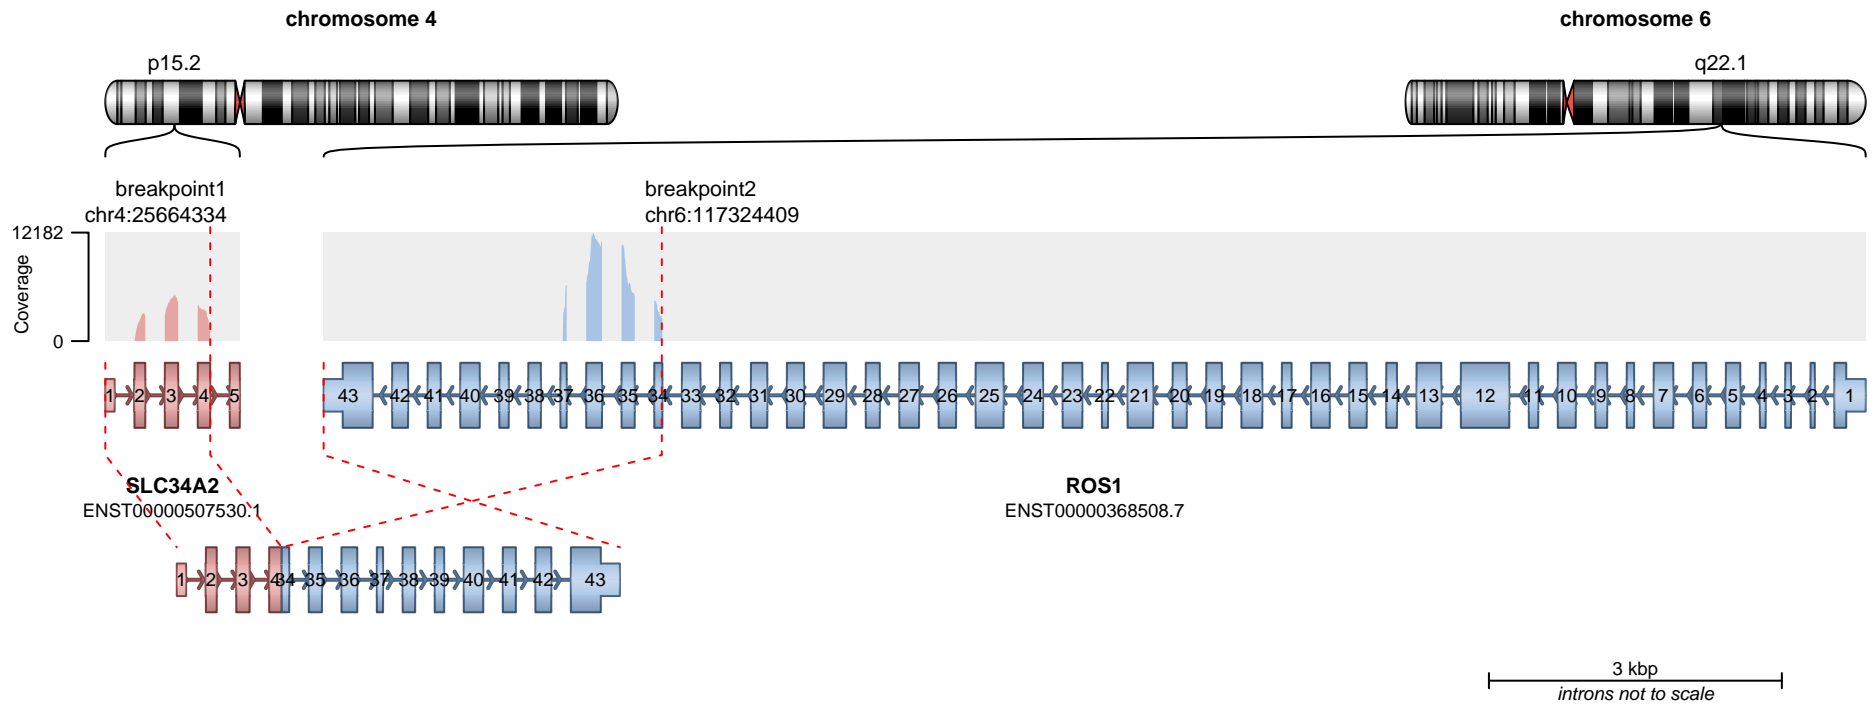 chromosome 4
chromosome 6
p15.2
q22.1
breakpoint1
chr4:25664334
breakpoint2
chr6:117324409
12182
Coverage
0
1 2 3 4 5
43 42 41 40 39 38 37 36 35 34 33 32 31 30 29 28 27 26 25 24 23 22 21 20 19 18 17 16 15 14 13 12 11 10 9 8 7 6 5 4 3 2 1
SLC34A2
ENST00000507530.1
ROS1
ENST00000368508.7
1 2 3 4 34 35 36 37 38 39 40 41 42 43
3 kbp
introns not to scale